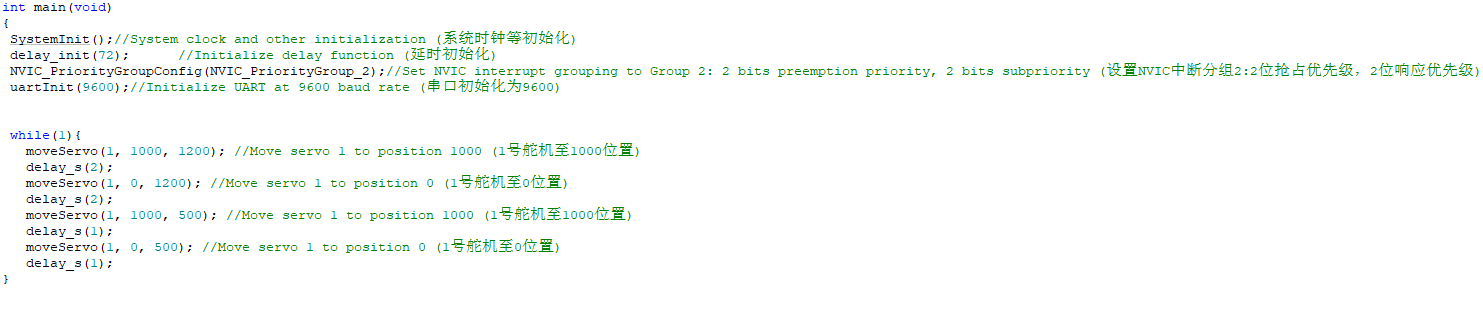 int main(void)
{
 SystemInit();//System clock and other initialization (系统时钟等初始化)
 delay_init(72);      //Initialize delay function (延时初始化)
 NVIC_PriorityGroupConfig(NVIC_PriorityGroup_2);//Set NVIC interrupt grouping to Group 2: 2 bits preemption priority, 2 bits subpriority (设置NVIC中断分组2:2位抢占优先级，2位响应优先级)
 uartInit(9600);//Initialize UART at 9600 baud rate (串口初始化为9600)
 while(1){
   moveServo(1, 1000, 1200); //Move servo 1 to position 1000 (1号舵机至1000位置)
   delay_s(2);
   moveServo(1, 0, 1200); //Move servo 1 to position 0 (1号舵机至0位置)
   delay_s(2);
   moveServo(1, 1000, 500); //Move servo 1 to position 1000 (1号舵机至1000位置)
   delay_s(1);
   moveServo(1, 0, 500); //Move servo 1 to position 0 (1号舵机至0位置)
   delay_s(1);
}